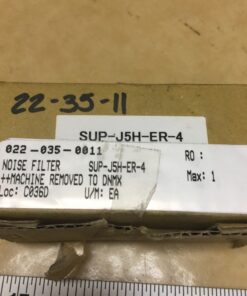 22-35-11
SUP-J5H-ER-4
022-035-0011 RO :
NOISE FILTER SUP-J5H-ER-4
++MACHINE REMOVED TO DNMX Max: 1
Loc: C036D U/M: EA